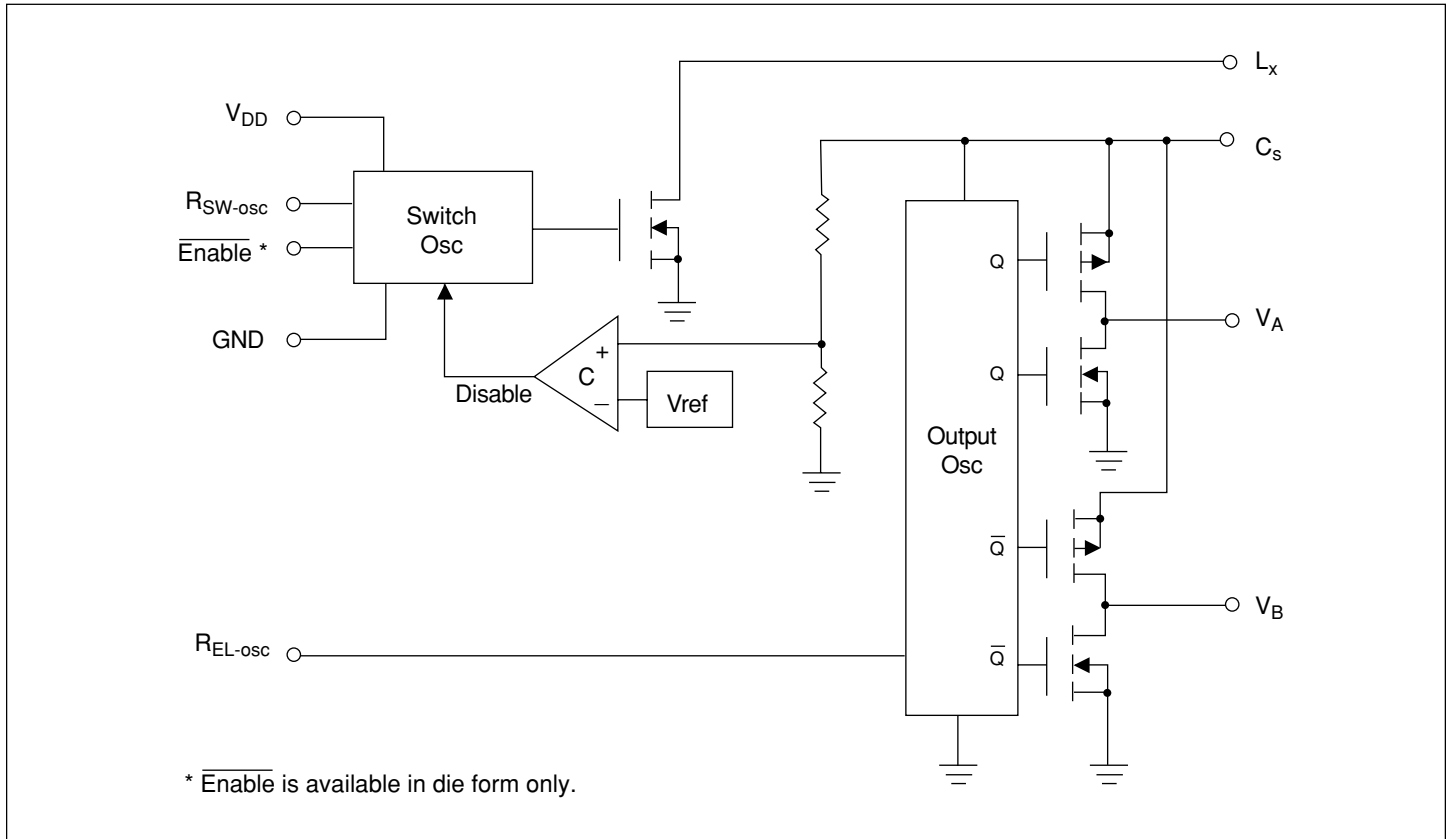 Lx
VDD
Cs
RSW-osc
Switch
Osc
Enable *
Q
GND
VA
+
C
Q
Disable
−
Vref
Output
Osc
Q̅
VB
REL-osc
Q̅
* Enable is available in die form only.